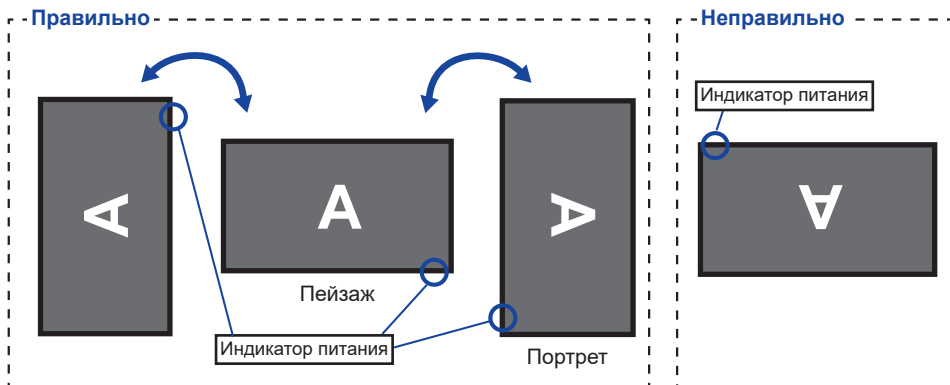 Правильно
Неправильно
Индикатор питания
A
A
A
A
Пейзаж
Индикатор питания
Портрет